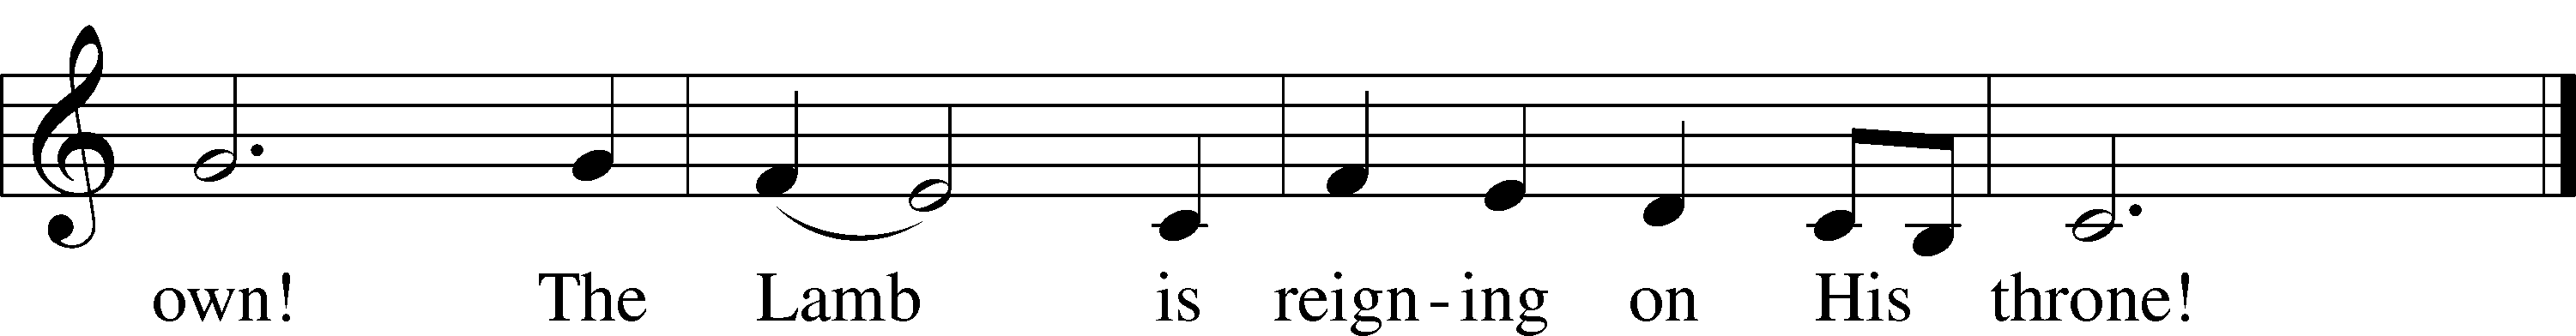 own! The Lamb is reign-ing on His throne!